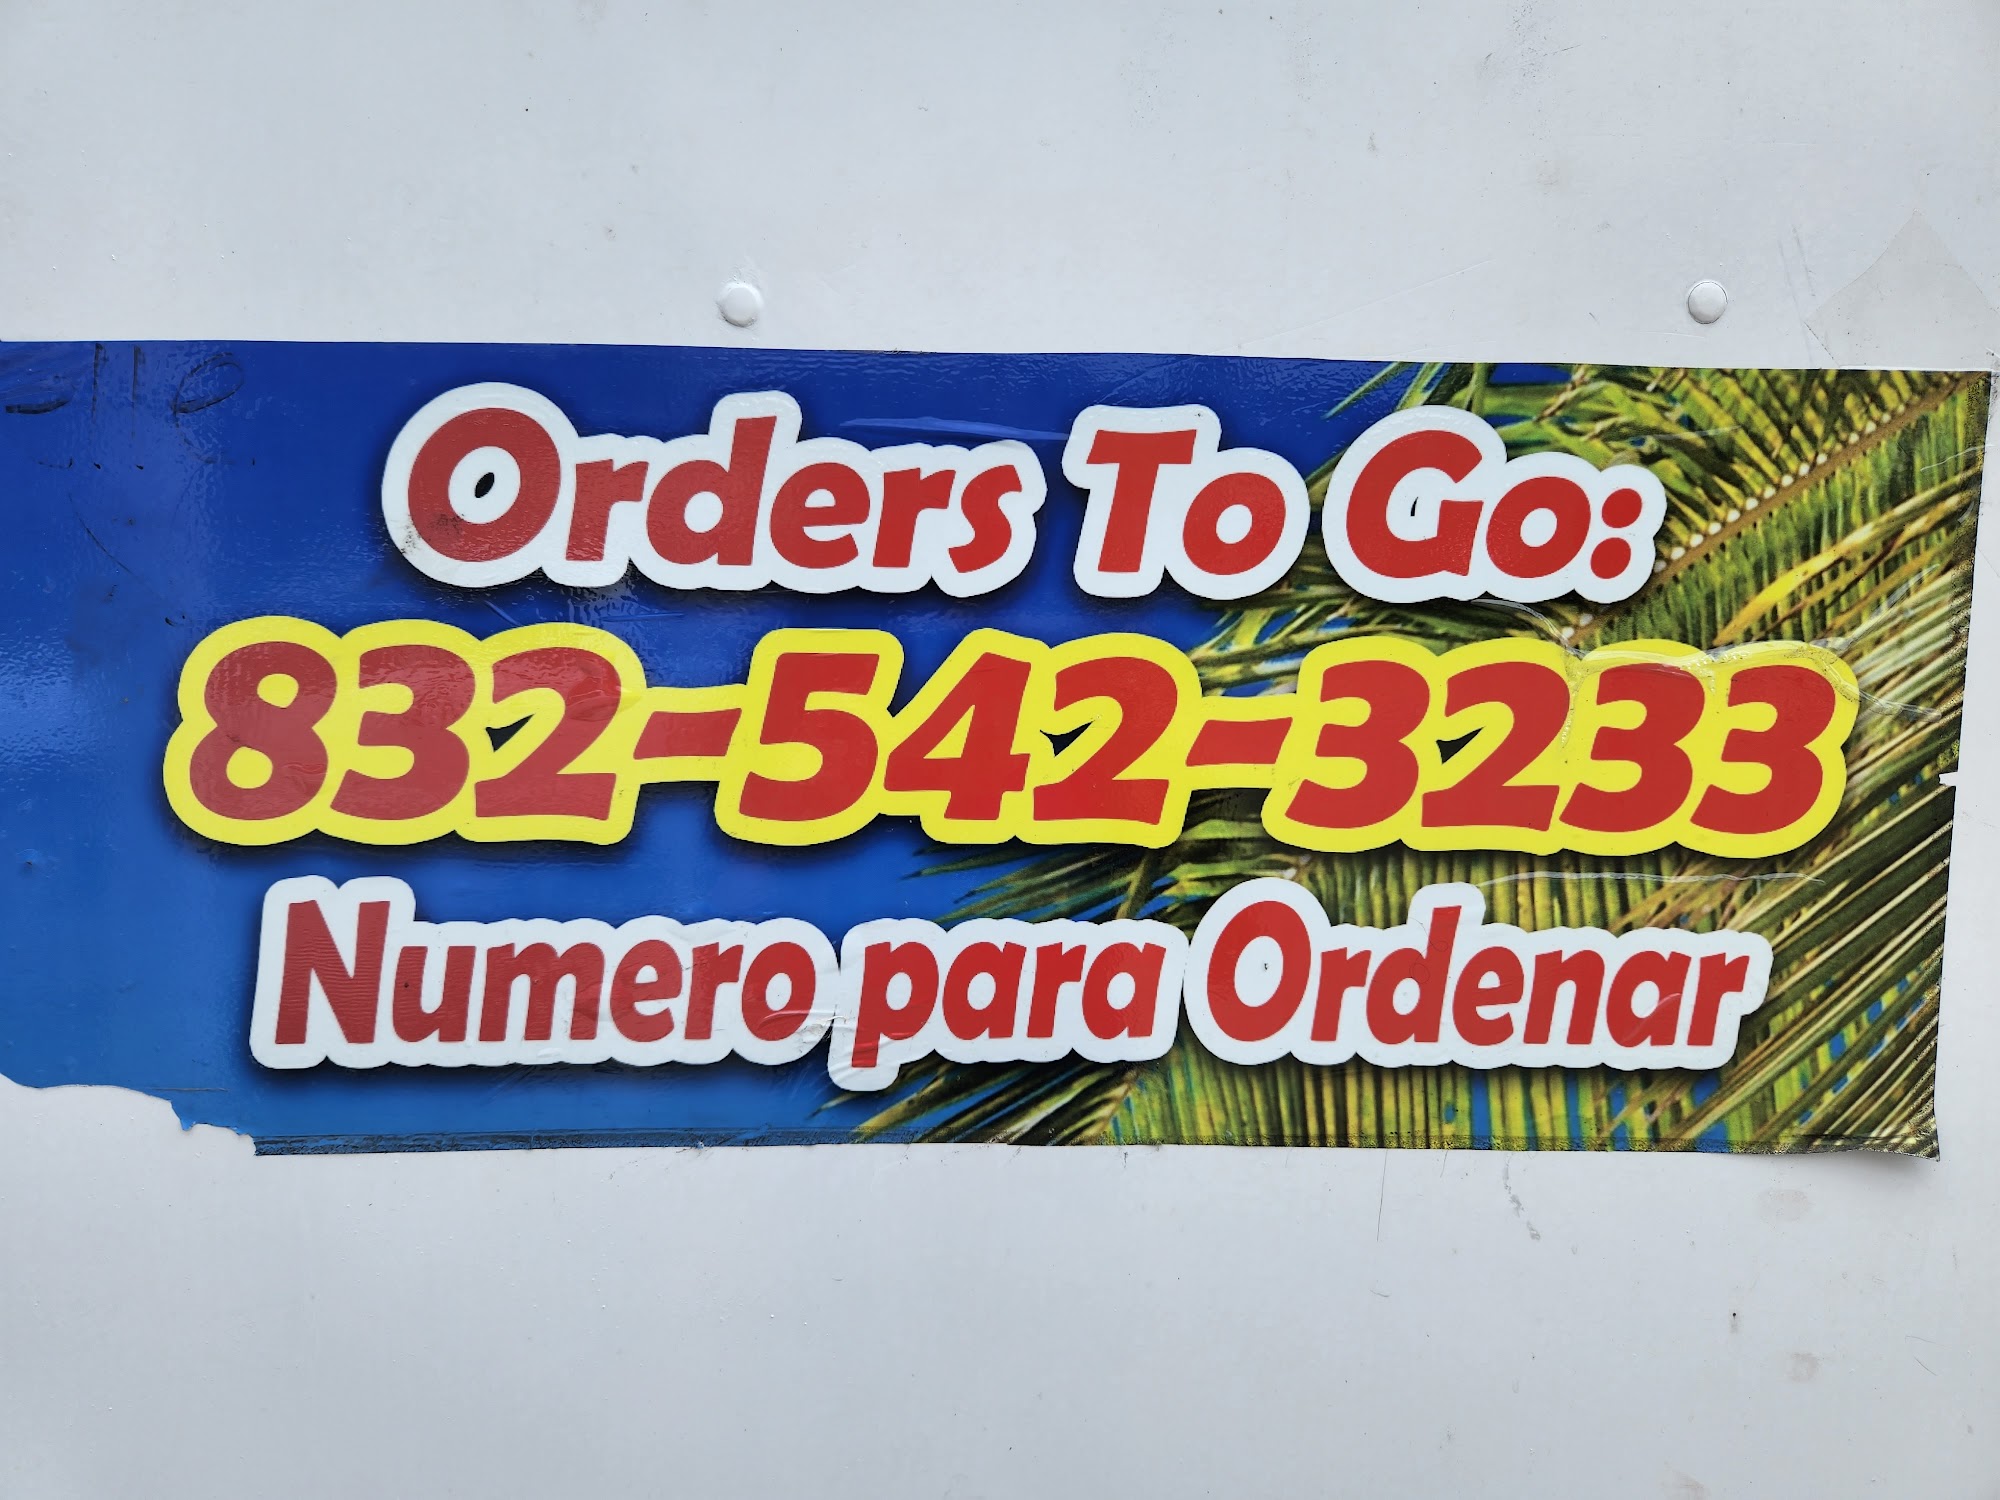 Orders To Go:
832-542-3233
Numero para Ordenar